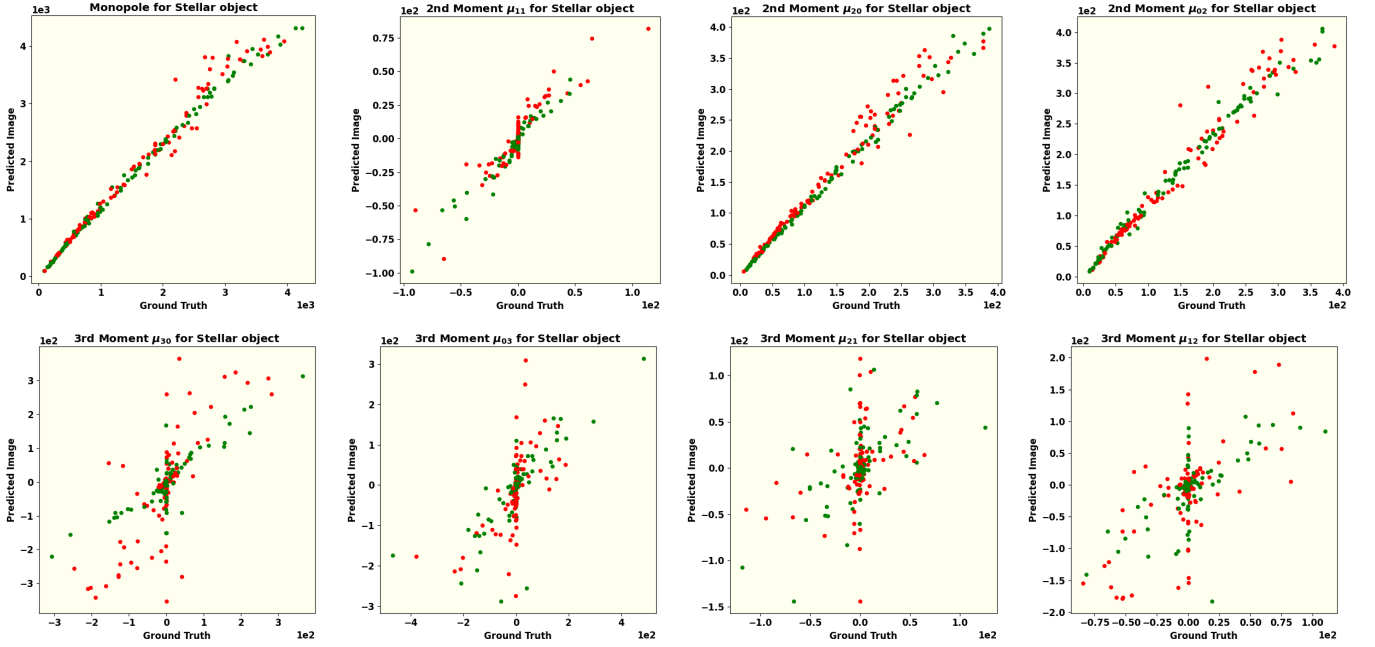 Monopole for Stellar object
1e3
4
3
2
1
0
Predicted Image
0 1 2 3 4
Ground Truth
1e3
2nd Moment μ11 for Stellar object
1e2
0.75
0.50
0.25
0.00
−0.25
−0.50
−0.75
−1.00
Predicted Image
−1.0 −0.5 0.0 0.5 1.0
Ground Truth
1e2
2nd Moment μ20 for Stellar object
1e2
4.0
3.5
3.0
2.5
2.0
1.5
1.0
0.5
0.0
Predicted Image
0.0 0.5 1.0 1.5 2.0 2.5 3.0 3.5 4.0
Ground Truth
1e2
2nd Moment μ02 for Stellar object
1e2
4.0
3.5
3.0
2.5
2.0
1.5
1.0
0.5
0.0
Predicted Image
0.0 0.5 1.0 1.5 2.0 2.5 3.0 3.5 4.0
Ground Truth
1e2
3rd Moment μ30 for Stellar object
1e2
3
2
1
0
−1
−2
−3
Predicted Image
−3 −2 −1 0 1 2 3
Ground Truth
1e2
3rd Moment μ03 for Stellar object
1e2
3
2
1
0
−1
−2
−3
Predicted Image
−4 −2 0 2 4
Ground Truth
1e2
3rd Moment μ21 for Stellar object
1e2
1.0
0.5
0.0
−0.5
−1.0
−1.5
Predicted Image
−1.0 −0.5 0.0 0.5 1.0
Ground Truth
1e2
3rd Moment μ12 for Stellar object
1e2
2.0
1.5
1.0
0.5
0.0
−0.5
−1.0
−1.5
−2.0
Predicted Image
−0.75 −0.50 −0.25 0.00 0.25 0.50 0.75 1.00
Ground Truth
1e2